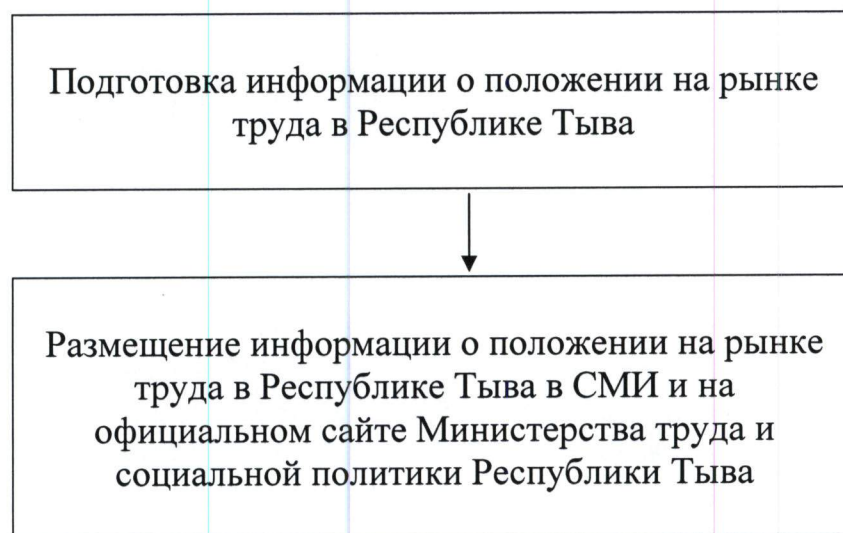 Подготовка информации о положении на рынке
труда в Республике Тыва
Размещение информации о положении на рынке
труда в Республике Тыва в СМИ и на
официальном сайте Министерства труда и
социальной политики Республики Тыва